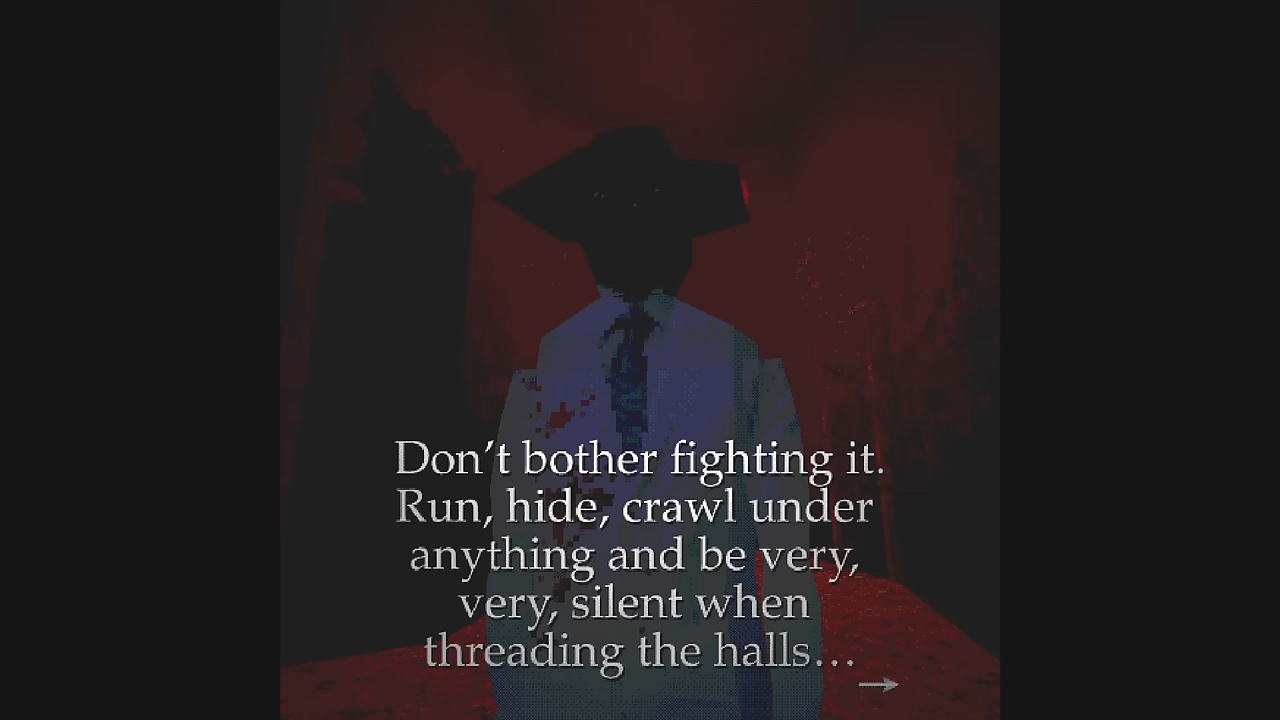 Don’t bother fighting it.
Run, hide, crawl under
anything and be very,
very, silent when
threading the halls…